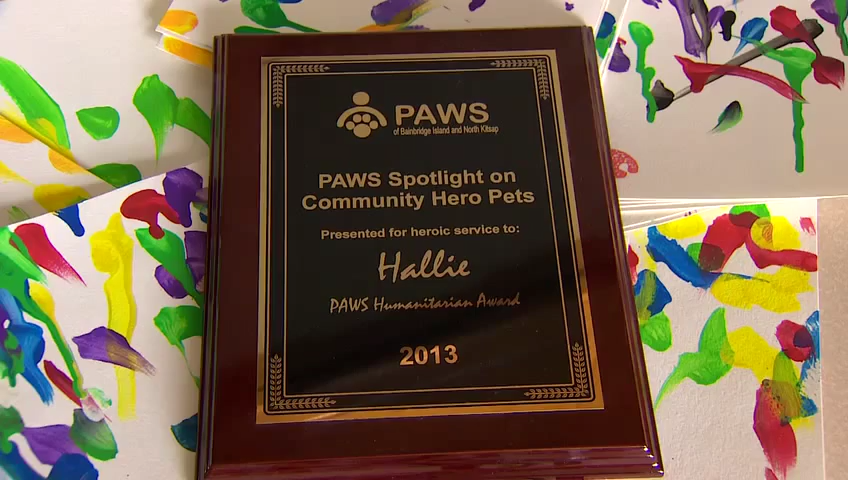 PAWS
of Bainbridge Island and North Kitsap
PAWS Spotlight on
Community Hero Pets
Presented for heroic service to:
Hallie
PAWS Humanitarian Award
2013